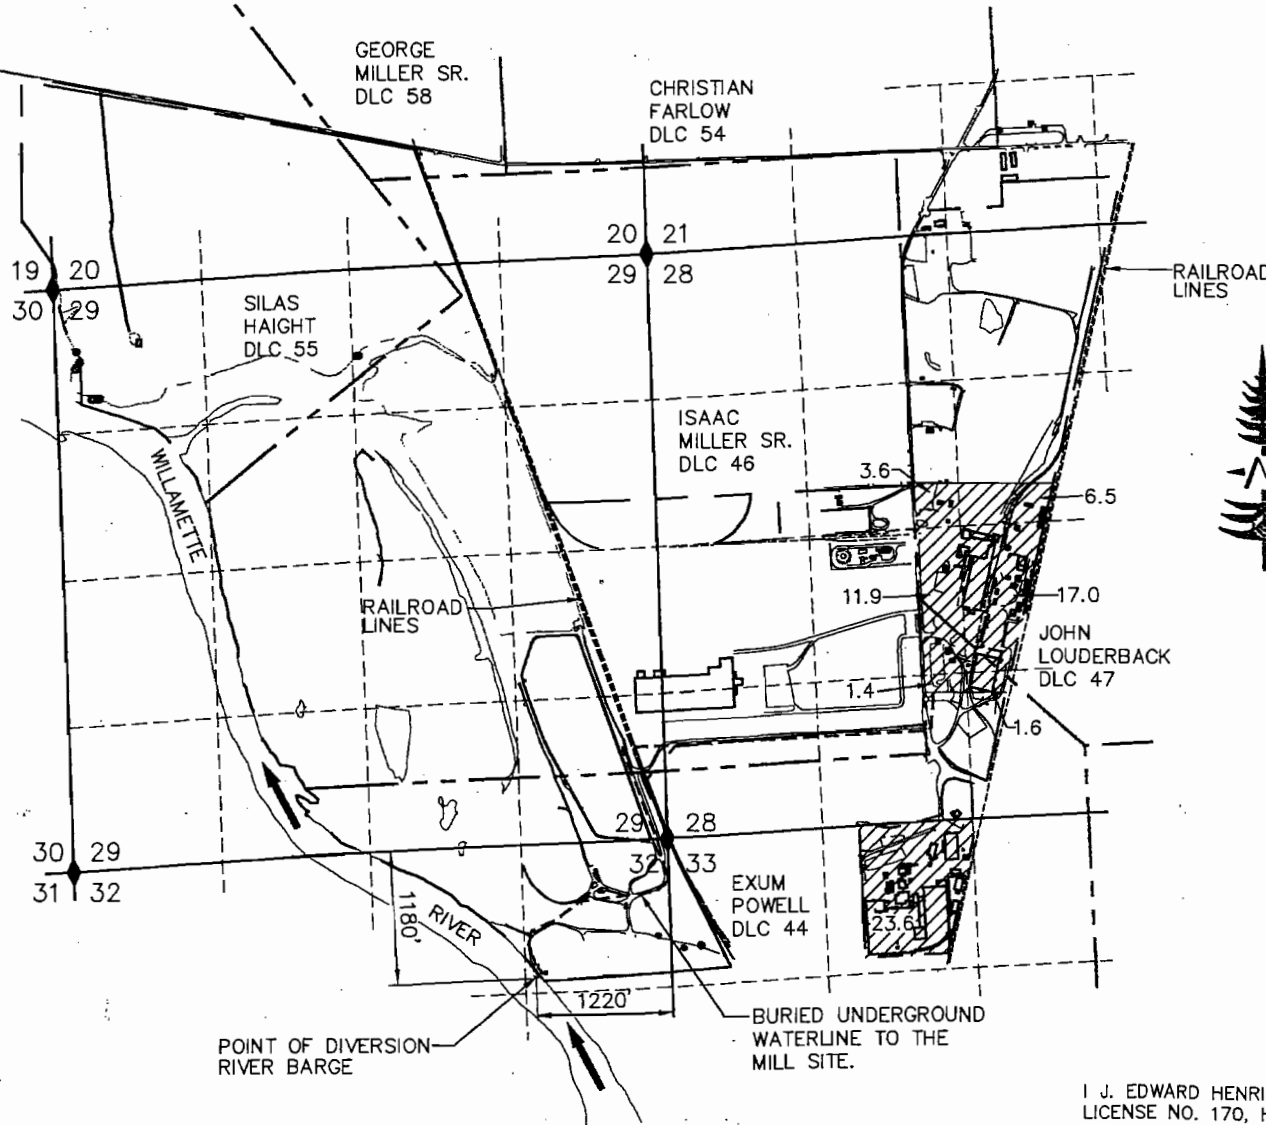 GEORGE
MILLER SR.
DLC 58
CHRISTIAN
FARLOW
DLC 54
20 21
29 28
19 20
30 29
RAILROAD
LINES
SILAS
HAIGHT
DLC 55
ISAAC
MILLER SR.
DLC 46
3.6
6.5
WILLAMETTE
RAILROAD
LINES
11.9
17.0
JOHN
LOUDERBACK
DLC 47
1.4
1.6
29 28
32 33
30 29
31 32
1180'
RIVER
EXUM
POWELL
DLC 44
23.6
1220'
POINT OF DIVERSION
RIVER BARGE
BURIED UNDERGROUND
WATERLINE TO THE
MILL SITE.
I J. EDWARD HENRI
LICENSE NO. 170, H